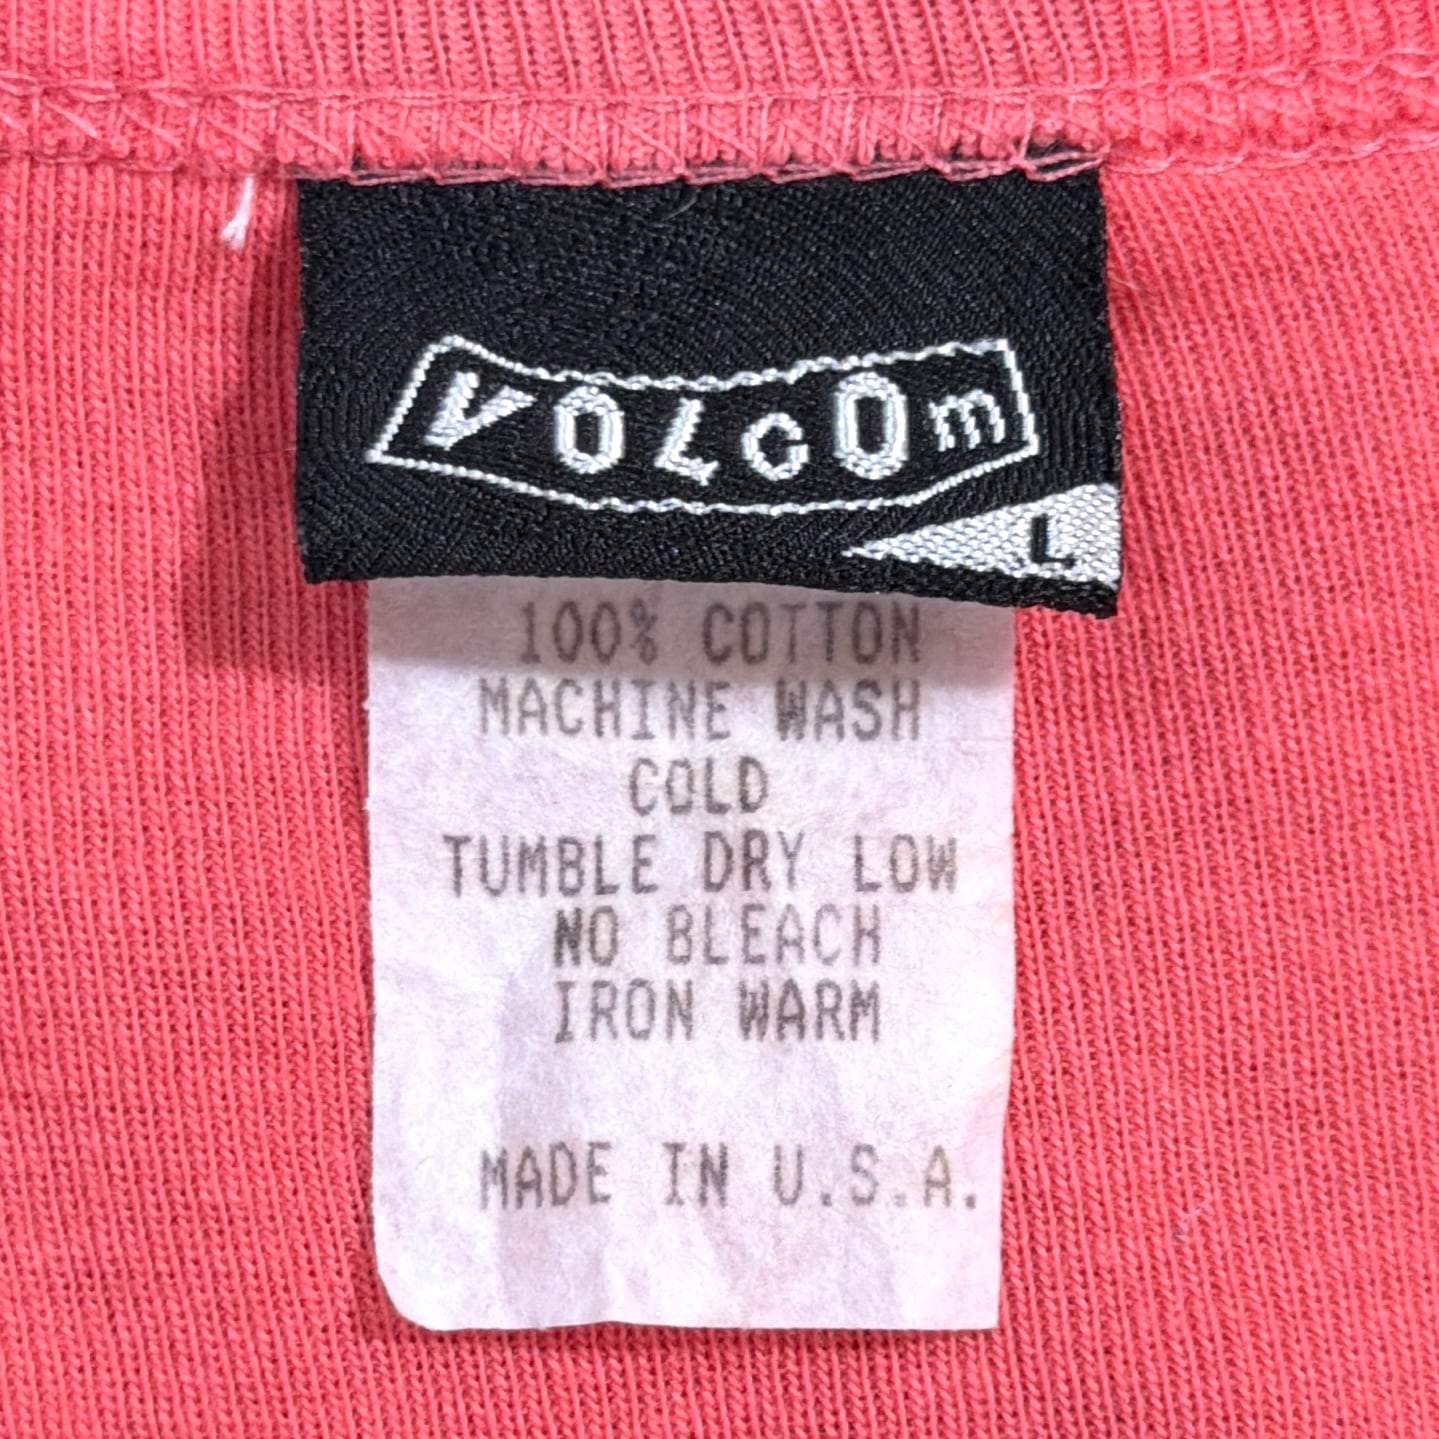 VOLCOm
L
100% COTTON
MACHINE WASH
COLD
TUMBLE DRY LOW
NO BLEACH
IRON WARM
MADE IN U.S.A.